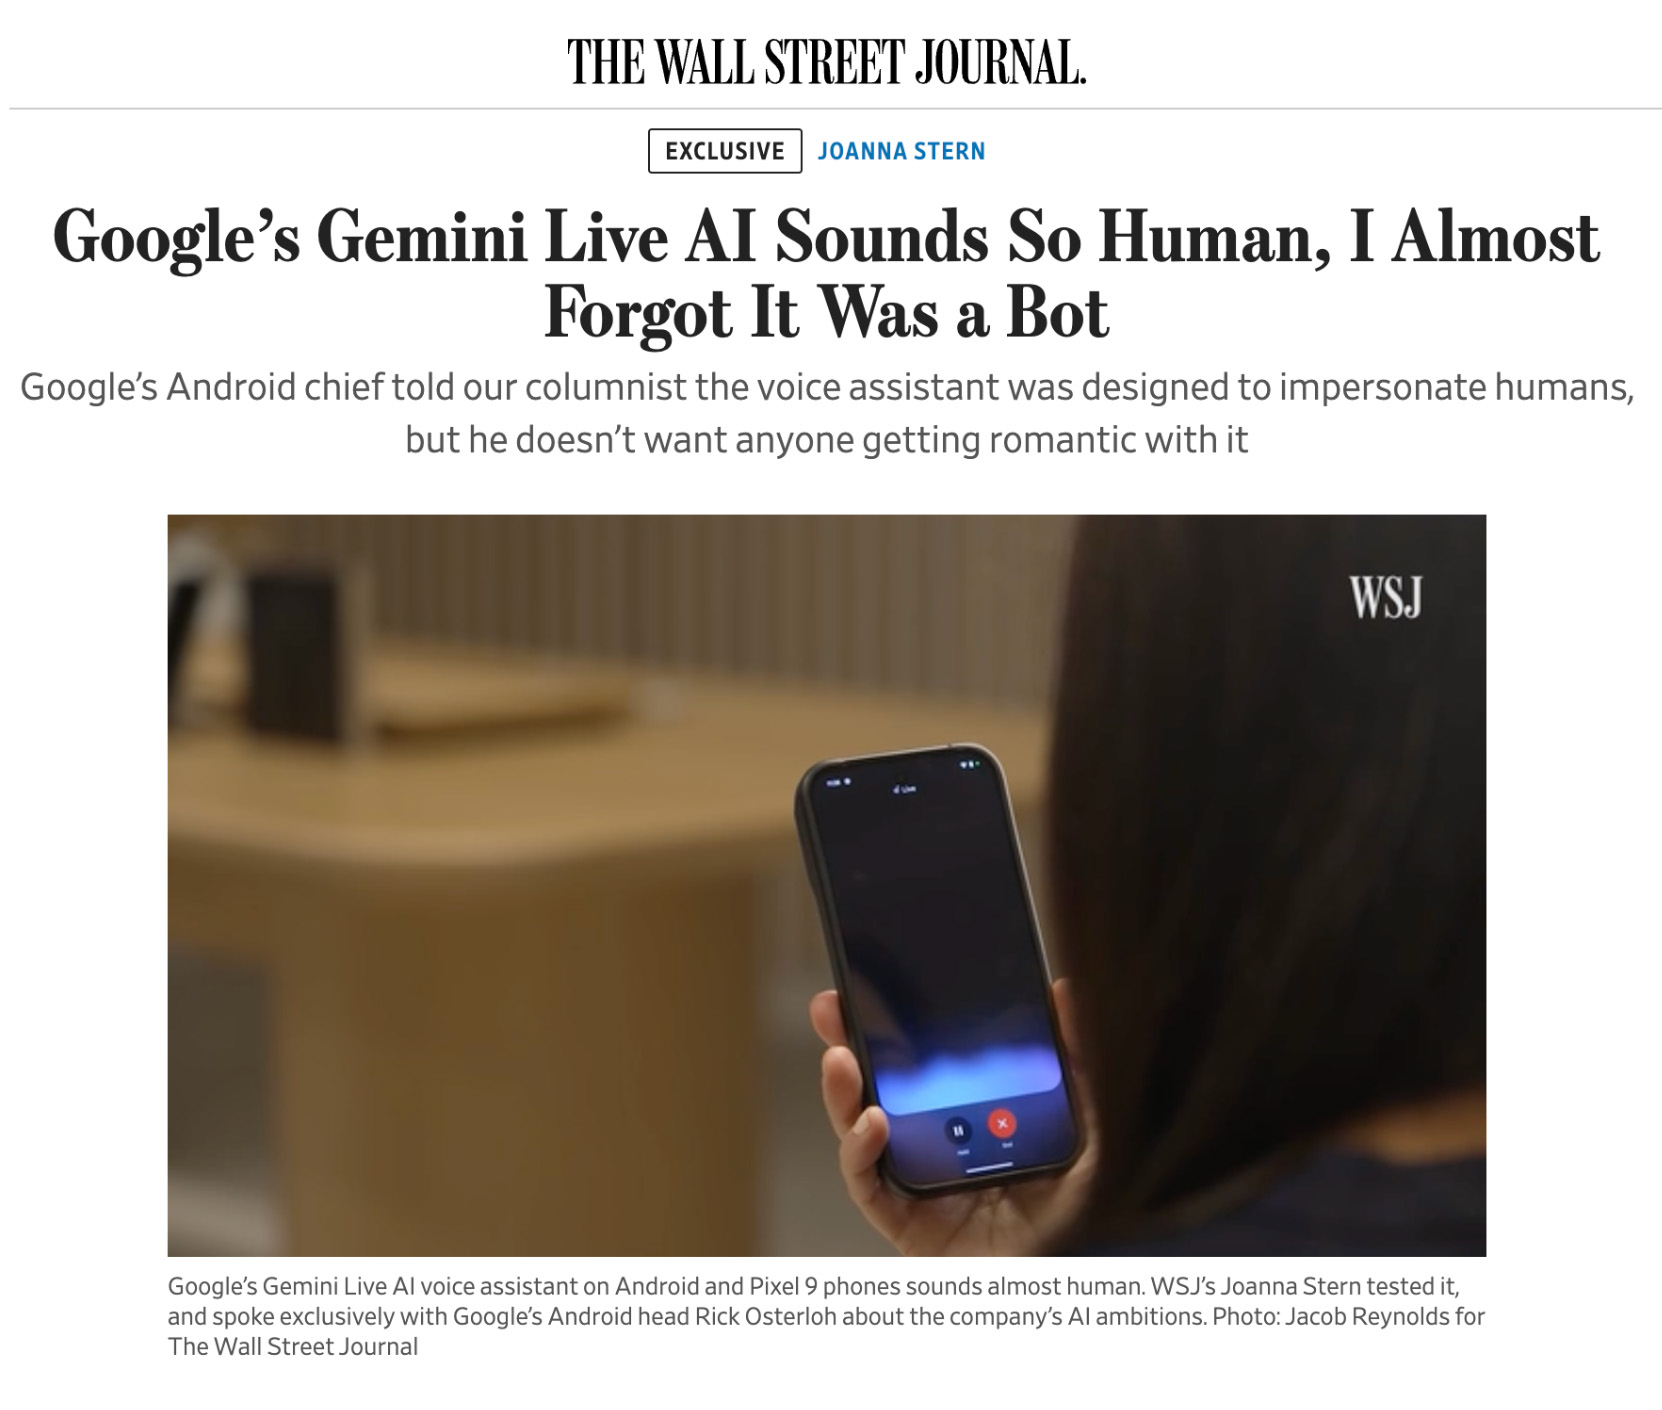 THE WALL STREET JOURNAL.
EXCLUSIVE JOANNA STERN
Google’s Gemini Live AI Sounds So Human, I Almost
Forgot It Was a Bot
Google’s Android chief told our columnist the voice assistant was designed to impersonate humans,
but he doesn’t want anyone getting romantic with it
WSJ
Live
Google’s Gemini Live AI voice assistant on Android and Pixel 9 phones sounds almost human. WSJ’s Joanna Stern tested it,
and spoke exclusively with Google’s Android head Rick Osterloh about the company’s AI ambitions. Photo: Jacob Reynolds for
The Wall Street Journal